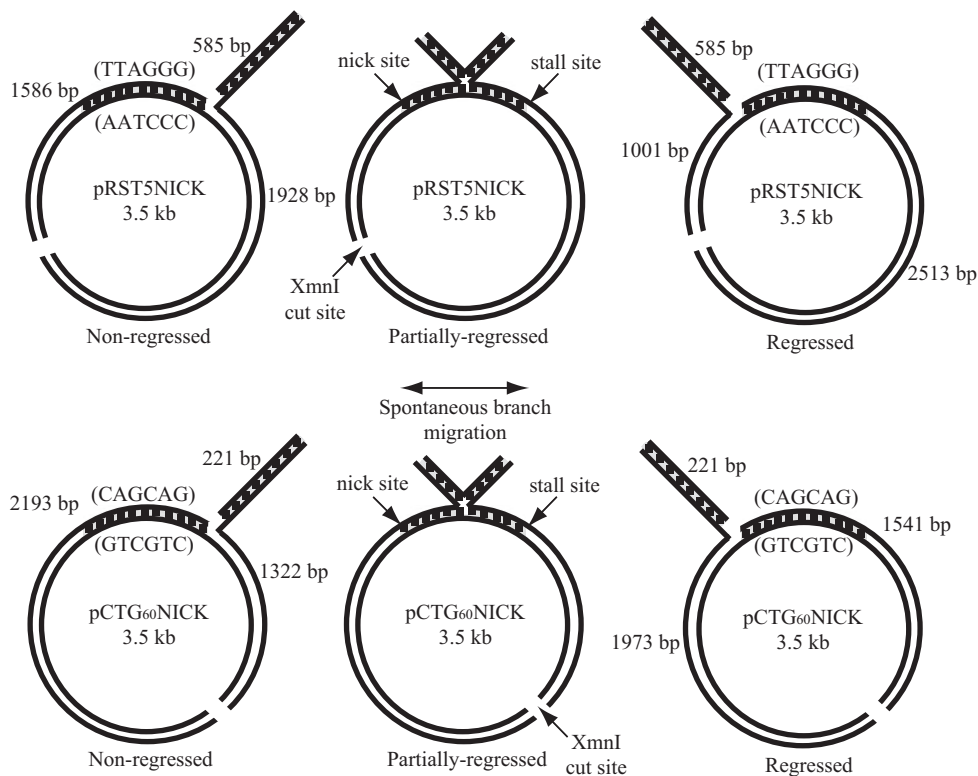 585 bp
(TTAGGG)
1586 bp
(AATCCC)
pRST5NICK
3.5 kb
1928 bp
Non-regressed
nick site
stall site
pRST5NICK
3.5 kb
XmnI
cut site
Partially-regressed
585 bp
(TTAGGG)
(AATCCC)
1001 bp
pRST5NICK
3.5 kb
2513 bp
Regressed
Spontaneous branch
migration
221 bp
2193 bp
(CAGCAG)
(GTCGTC)
1322 bp
pCTG60NICK
3.5 kb
Non-regressed
nick site
stall site
pCTG60NICK
3.5 kb
Partially-regressed
XmnI
cut site
221 bp
(CAGCAG)
1541 bp
(GTCGTC)
pCTG60NICK
3.5 kb
1973 bp
Regressed